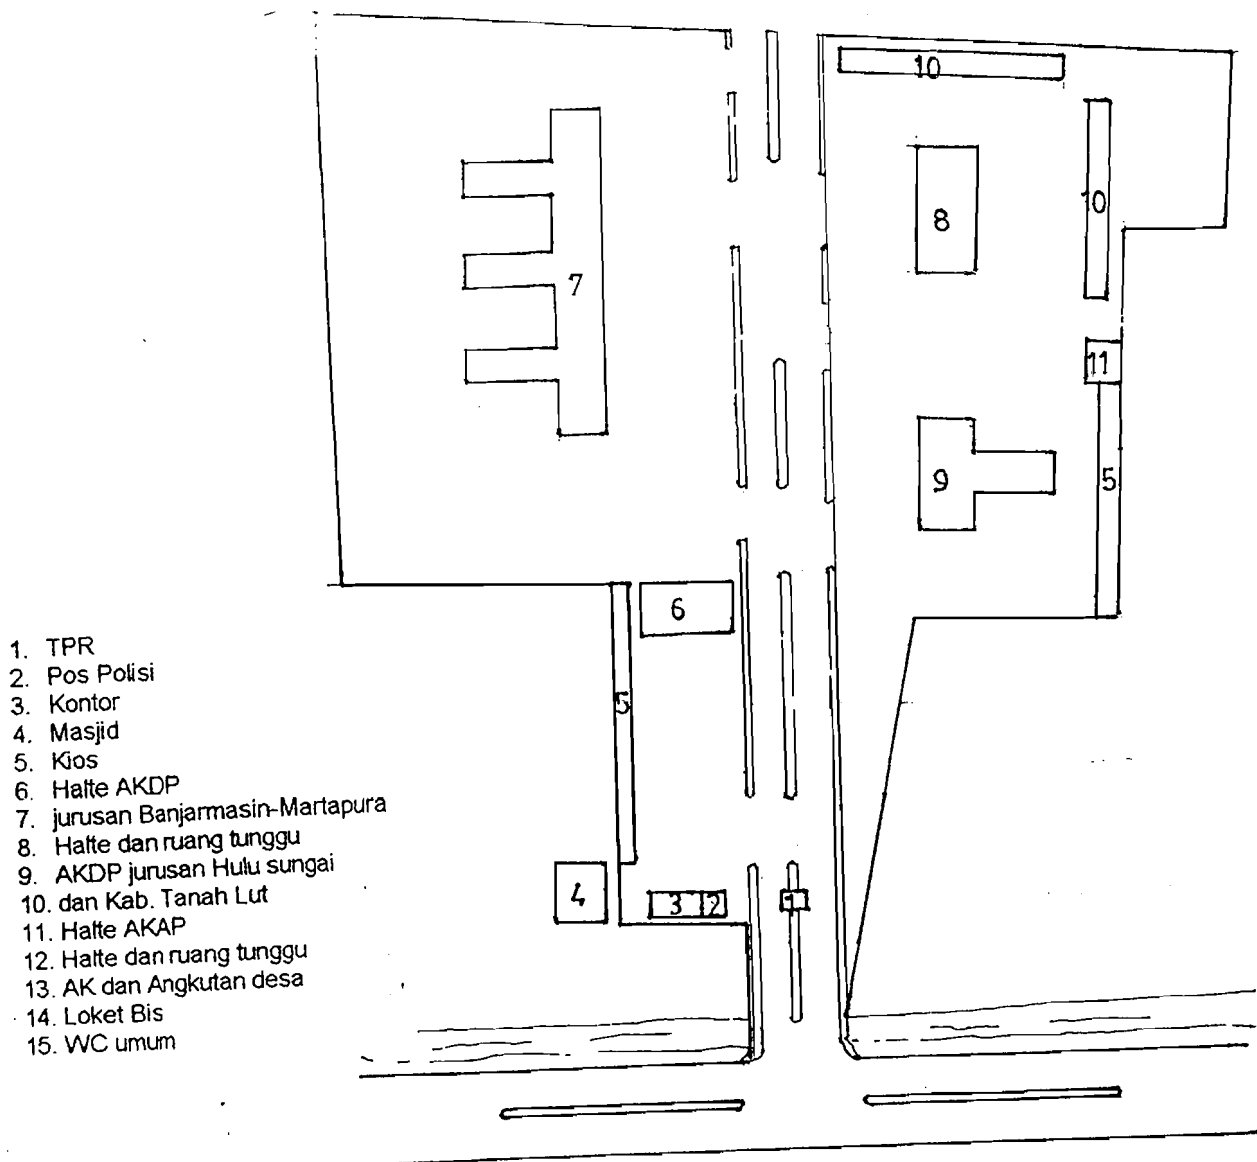 10
10
8
7
11
9
5
6
5
4
3
2
1
1. TPR
2. Pos Polisi
3. Kontor
4. Masjid
5. Kios
6. Halte AKDP
7. jurusan Banjarmasin-Martapura
8. Halte dan ruang tunggu
9. AKDP jurusan Hulu sungai
10. dan Kab. Tanah Lut
11. Halte AKAP
12. Halte dan ruang tunggu
13. AK dan Angkutan desa
14. Loket Bis
15. WC umum